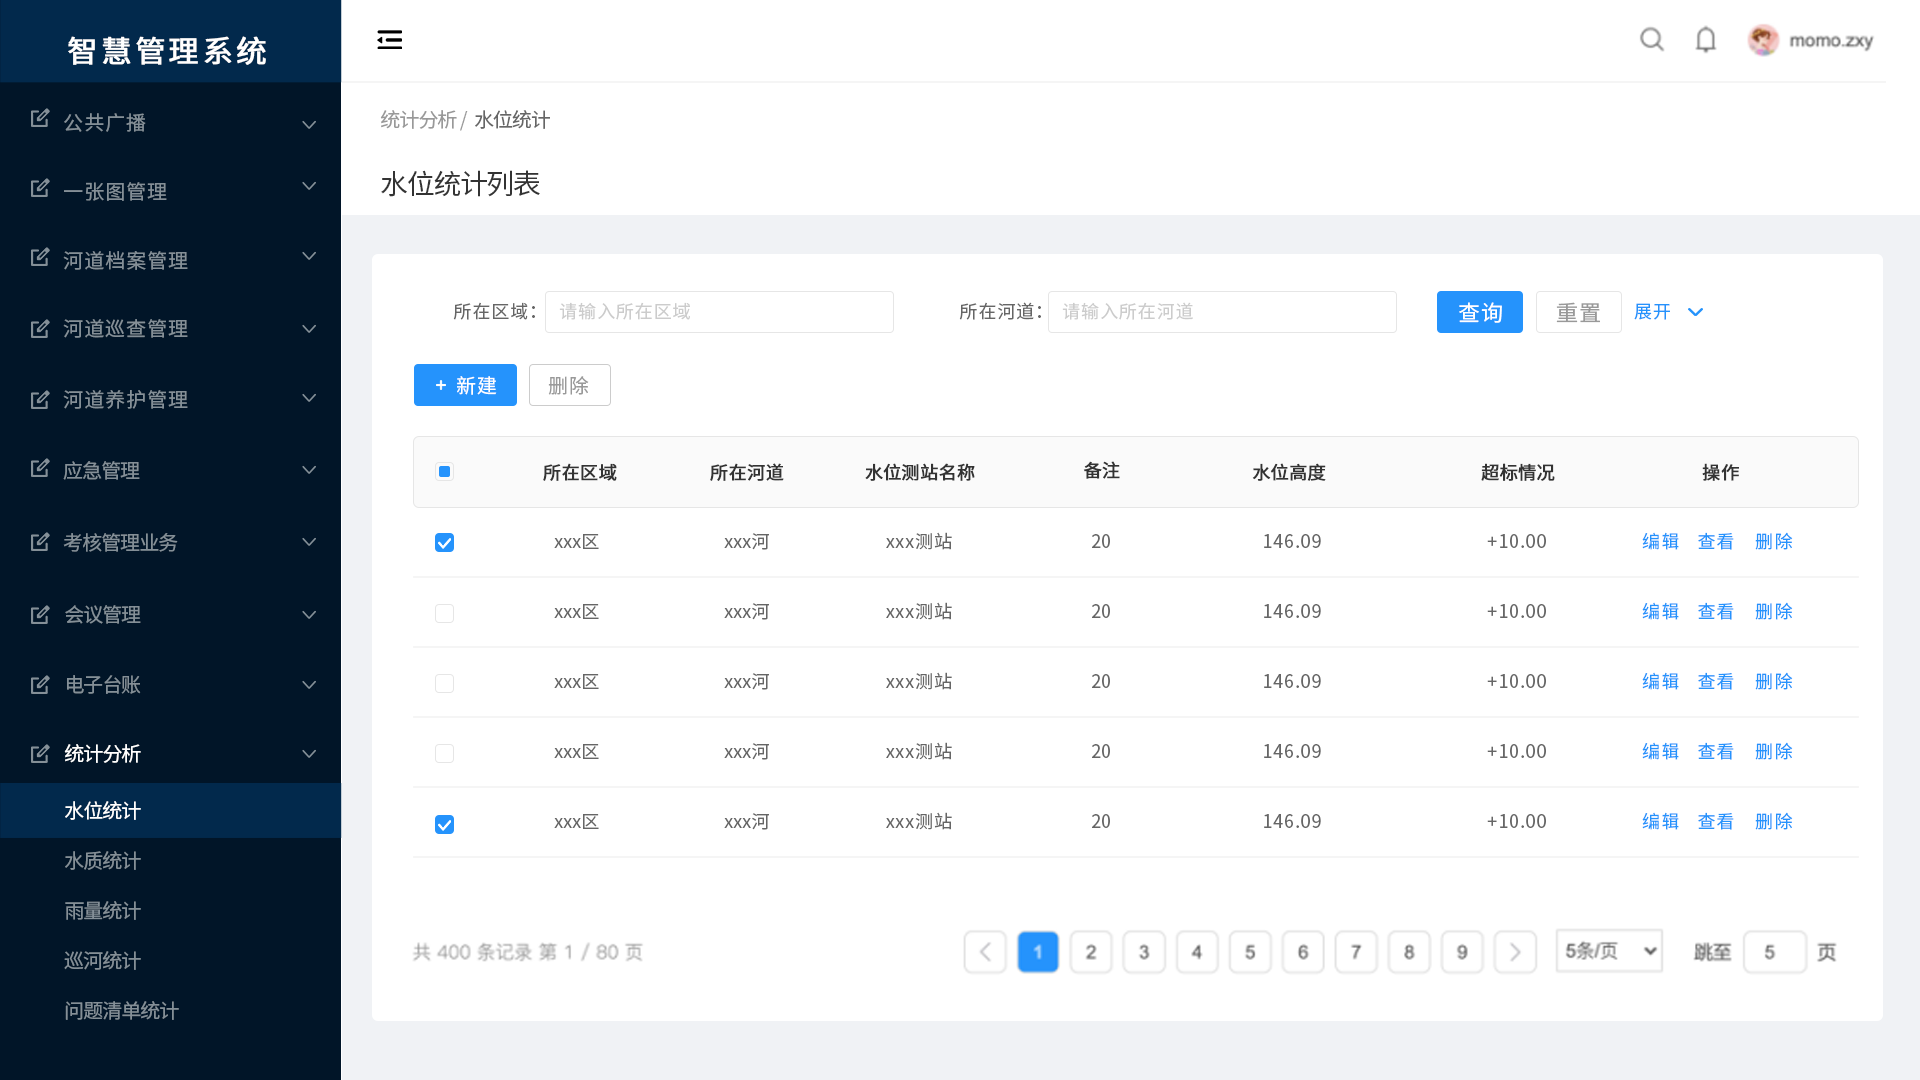 智慧管理系统
公共广播
一张图管理
河道档案管理
河道巡查管理
河道养护管理
应急管理
考核管理业务
会议管理
电子台账
统计分析
水位统计
水质统计
雨量统计
巡河统计
问题清单统计
momo.zxy
统计分析 / 水位统计
水位统计列表
所在区域： 请输入所在区域 所在河道： 请输入所在河道 查询 重置 展开
+ 新建 删除
所在区域 所在河道 水位测站名称 备注 水位高度 超标情况 操作
xxx区 xxx河 xxx测站 20 146.09 +10.00 编辑 查看 删除
xxx区 xxx河 xxx测站 20 146.09 +10.00 编辑 查看 删除
xxx区 xxx河 xxx测站 20 146.09 +10.00 编辑 查看 删除
xxx区 xxx河 xxx测站 20 146.09 +10.00 编辑 查看 删除
xxx区 xxx河 xxx测站 20 146.09 +10.00 编辑 查看 删除
共 400 条记录 第 1 / 80 页 1 2 3 4 5 6 7 8 9 5条/页 跳至 5 页